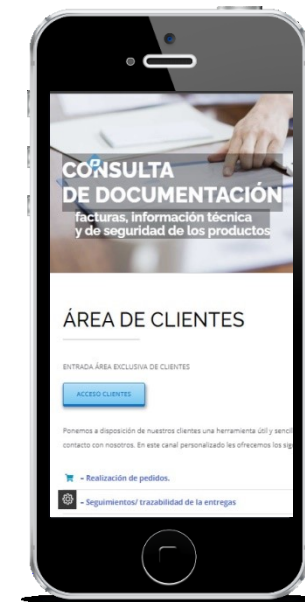 CONSULTA
DE DOCUMENTACIÓN
facturas, información técnica
y de seguridad de los productos
ÁREA DE CLIENTES
ENTRADA ÁREA EXCLUSIVA DE CLIENTES
ACCESO CLIENTES
Ponemos a disposición de nuestros clientes una herramienta útil y sencil
contacto con nosotros. En este canal personalizado les ofrecemos los sig
– Realización de pedidos.
– Seguimientos/ trazabilidad de la entregas